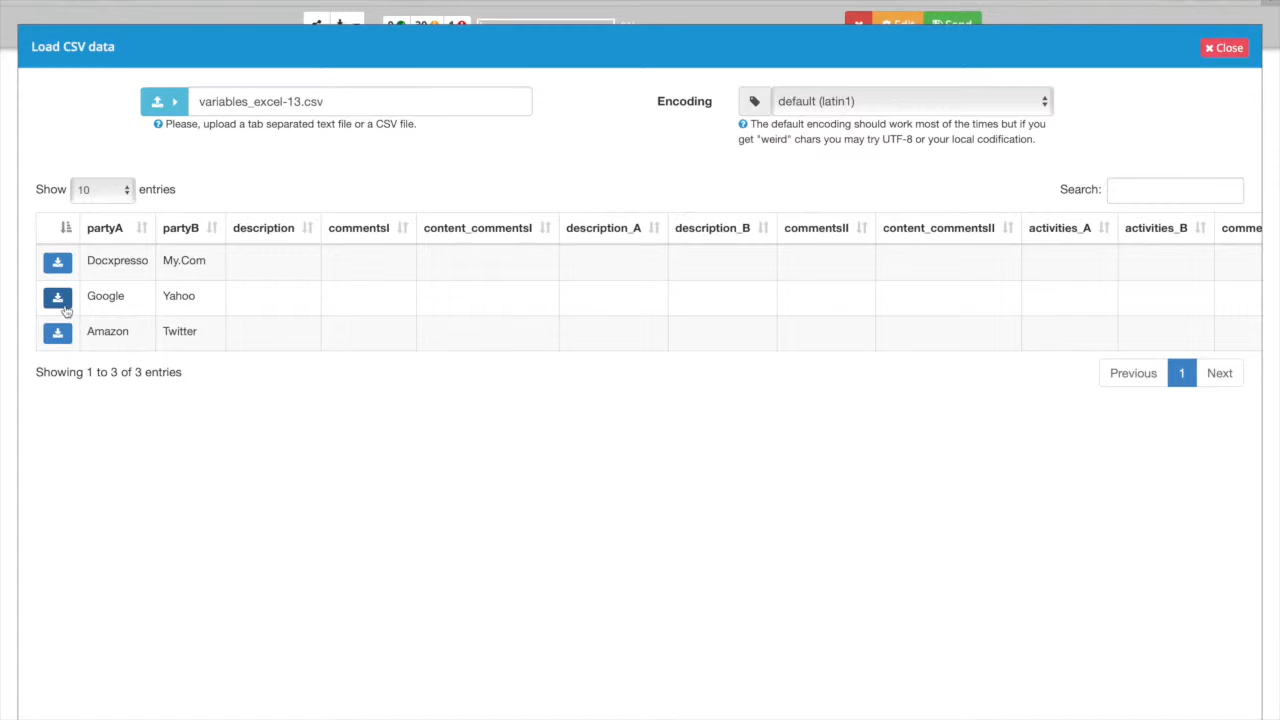 Edit Send
Load CSV data
Close
variables_excel-13.csv
Encoding
default (latin1)
Please, upload a tab separated text file or a CSV file.
The default encoding should work most of the times but if you
get "weird" chars you may try UTF-8 or your local codification.
Show 10 entries
Search:
partyA partyB description commentsI content_commentsI description_A description_B commentsII content_commentsII activities_A activities_B comme
Docxpresso My.Com
Google Yahoo
Amazon Twitter
Showing 1 to 3 of 3 entries
Previous 1 Next